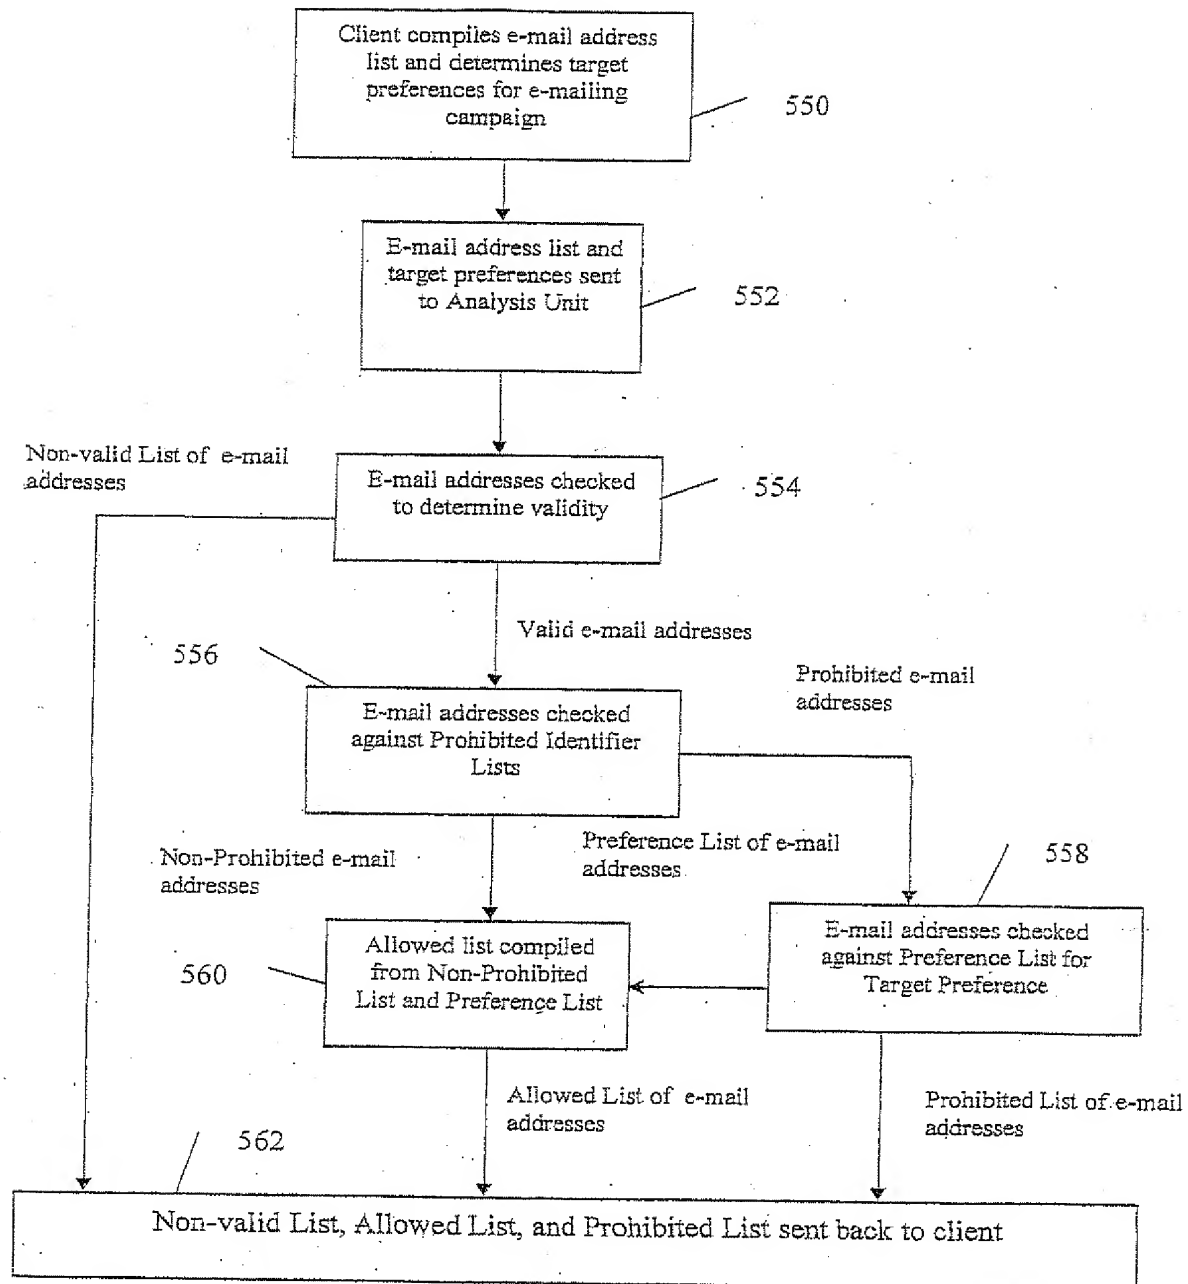 Client compiles e-mail address
list and determines target
preferences for e-mailing
campaign
550
E-mail address list and
target preferences sent
to Analysis Unit
552
Non-valid List of e-mail
addresses
E-mail addresses checked
to determine validity
554
Valid e-mail addresses
556
Prohibited e-mail
addresses
E-mail addresses checked
against Prohibited Identifier
Lists
Non-Prohibited e-mail
addresses
Preference List of e-mail
addresses
558
Allowed list compiled
from Non-Prohibited
List and Preference List
560
E-mail addresses checked
against Preference List for
Target Preference
Allowed List of e-mail
addresses
Prohibited List of e-mail
addresses
562
Non-valid List, Allowed List, and Prohibited List sent back to client